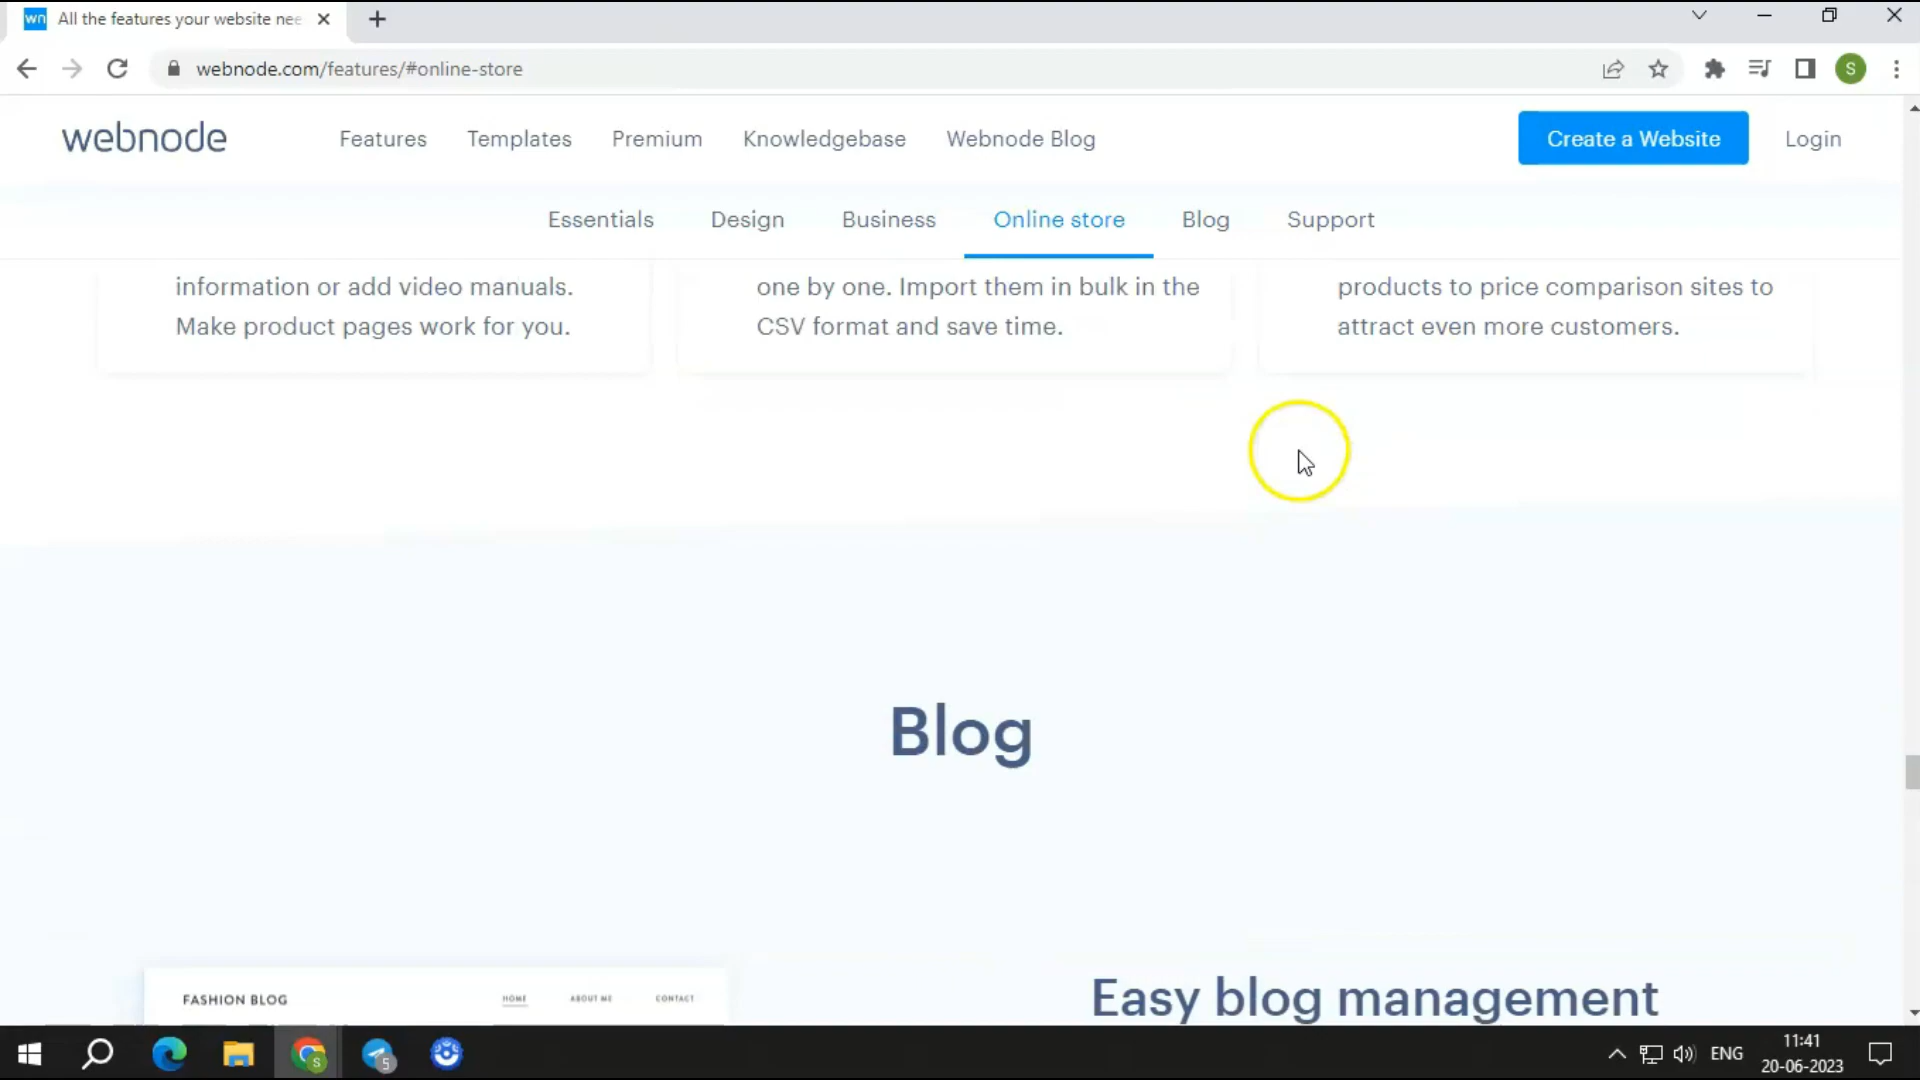 wn All the features your website nee
webnode.com/features/#online-store
S
webnode
Features Templates Premium Knowledgebase Webnode Blog Create a Website Login
Essentials Design Business Online store Blog Support
information or add video manuals.
Make product pages work for you.
one by one. Import them in bulk in the
CSV format and save time.
products to price comparison sites to
attract even more customers.
Blog
FASHION BLOG HOME ABOUT ME CONTACT
Easy blog management
S
5
ENG
11:41
20-06-2023